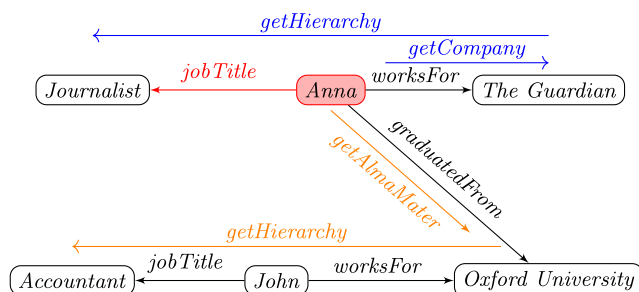 getHierarchy
getCompany
jobTitle
worksFor
Journalist
Anna
The Guardian
graduatedFrom
getAlmaMater
getHierarchy
jobTitle
worksFor
Accountant
John
Oxford University